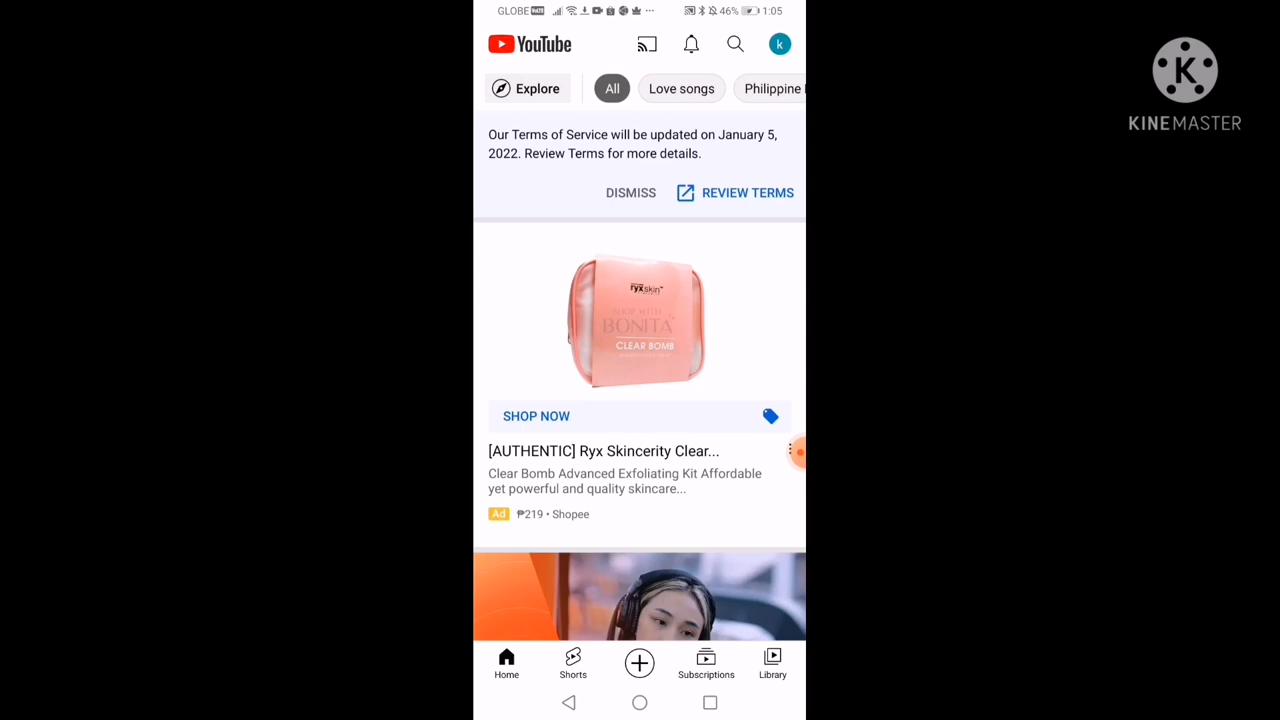 GLOBE VoLTE 46% 1:05
YouTube
k
Explore
All
Love songs
Philippine
Our Terms of Service will be updated on January 5,
2022. Review Terms for more details.
DISMISS
REVIEW TERMS
ryxskin
SHOP WITH
BONITA
CLEAR BOMB
SHOP NOW
[AUTHENTIC] Ryx Skincerity Clear...
Clear Bomb Advanced Exfoliating Kit Affordable
yet powerful and quality skincare...
Ad ₱219 • Shopee
Home
Shorts
Subscriptions
Library
K
KINEMASTER